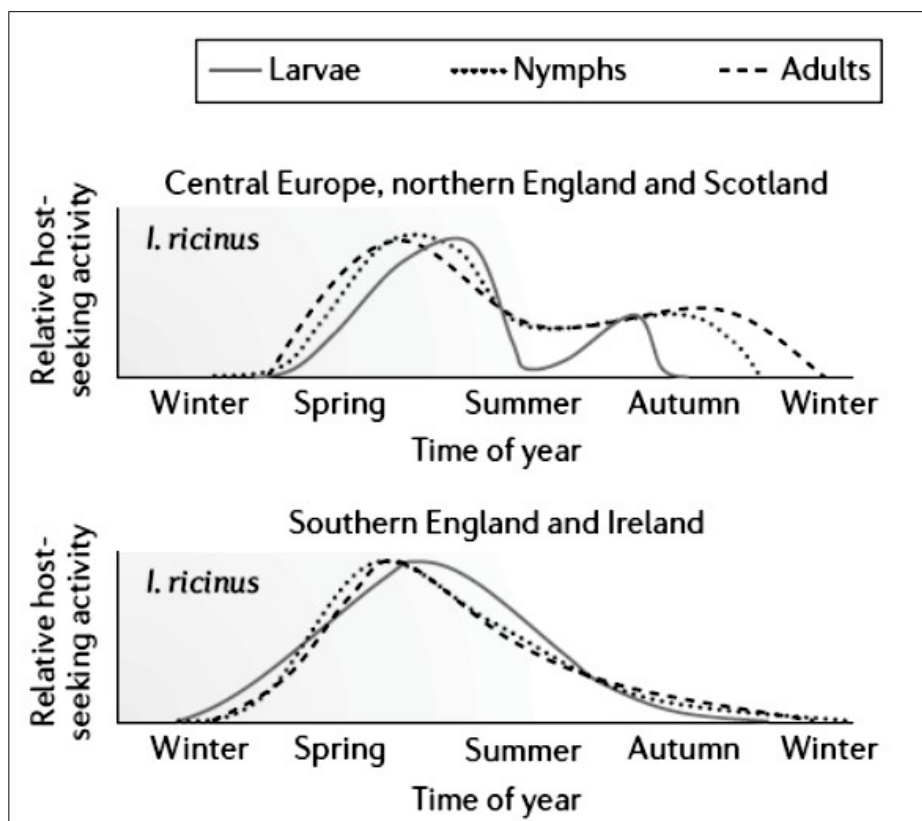 Larvae Nymphs Adults
Central Europe, northern England and Scotland
Relative host-
seeking activity
I. ricinus
Winter Spring Summer Autumn Winter
Time of year
Southern England and Ireland
Relative host-
seeking activity
I. ricinus
Winter Spring Summer Autumn Winter
Time of year